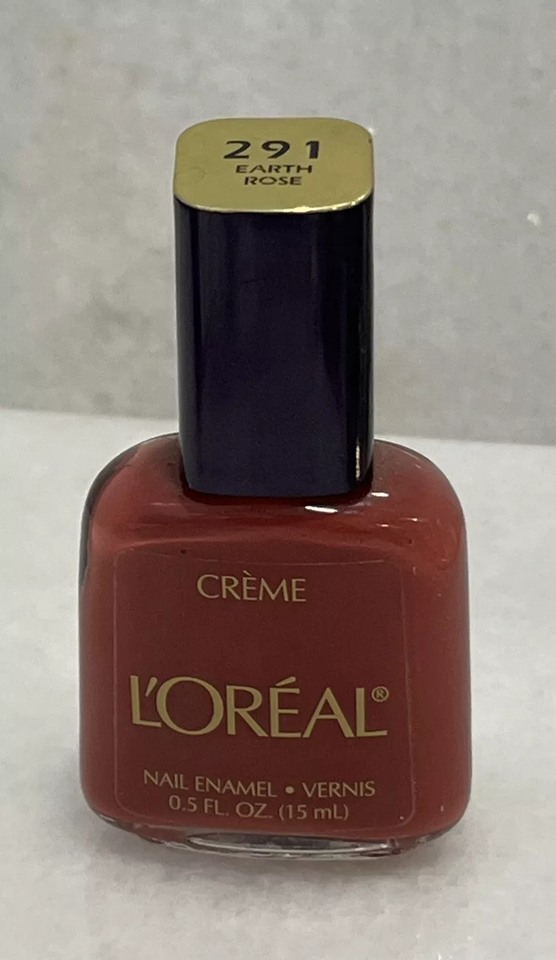 291
EARTH
ROSE
CRÈME
L'ORÉAL®
NAIL ENAMEL • VERNIS
0.5 FL. OZ. (15 mL)